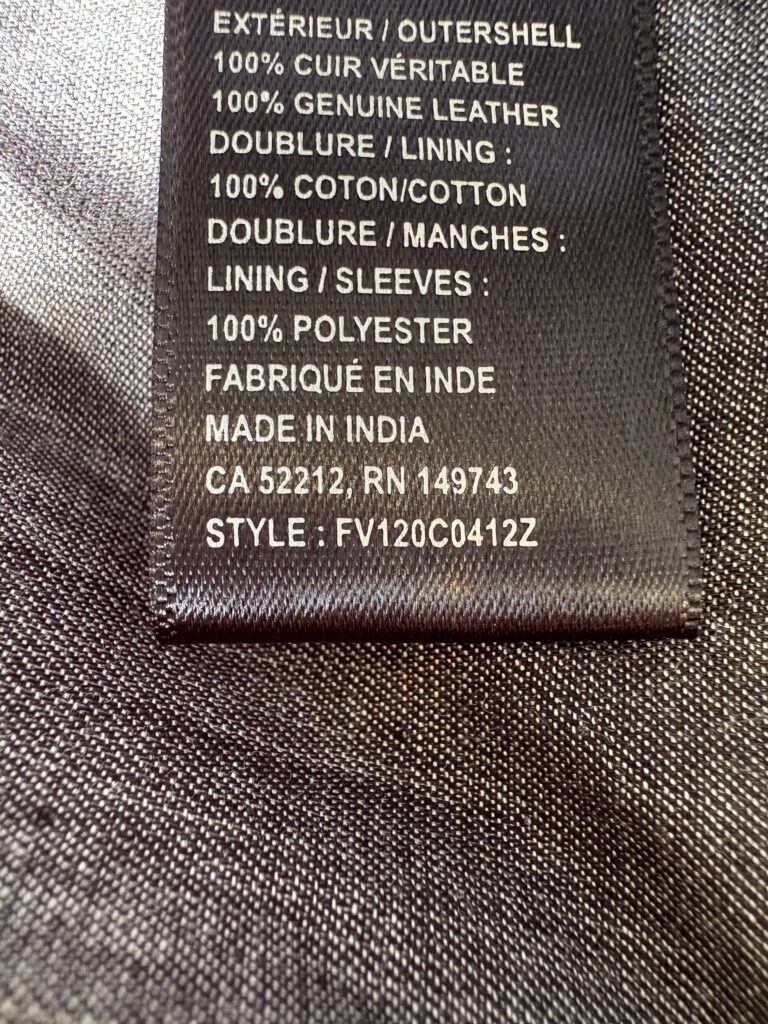 EXTÉRIEUR / OUTERSHELL
100% CUIR VÉRITABLE
100% GENUINE LEATHER
DOUBLURE / LINING :
100% COTON/COTTON
DOUBLURE / MANCHES :
LINING / SLEEVES :
100% POLYESTER
FABRIQUÉ EN INDE
MADE IN INDIA
CA 52212, RN 149743
STYLE : FV120C0412Z